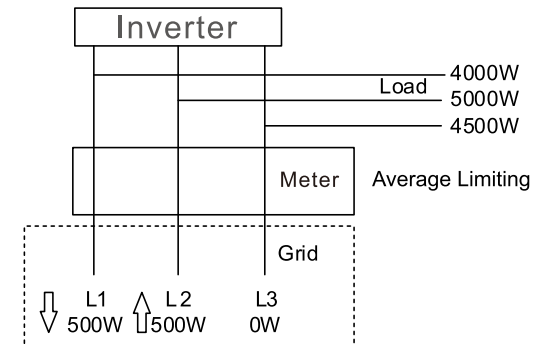 Inverter
4000W
Load
5000W
4500W
Meter
Average Limiting
Grid
L1 L2 L3
500W 500W 0W